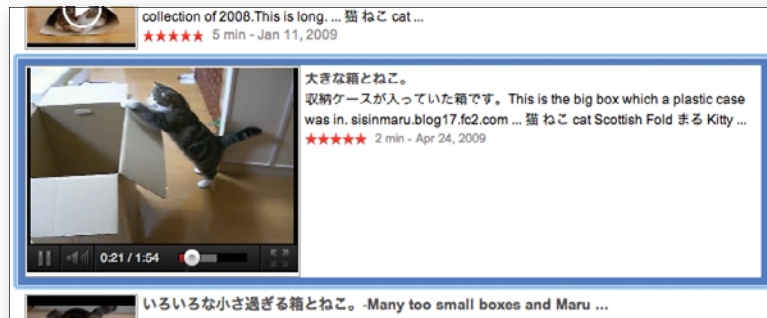 collection of 2008.This is long. ... 猫 ねこ cat ...
★★★★★ 5 min - Jan 11, 2009
大きな箱とねこ。
収納ケースが入っていた箱です。This is the big box which a plastic case
was in. sisinmaru.blog17.fc2.com ... 猫 ねこ cat Scottish Fold まる Kitty ...
★★★★★ 2 min - Apr 24, 2009
0:21 / 1:54
いろいろな小さ過ぎる箱とねこ。-Many too small boxes and Maru ...